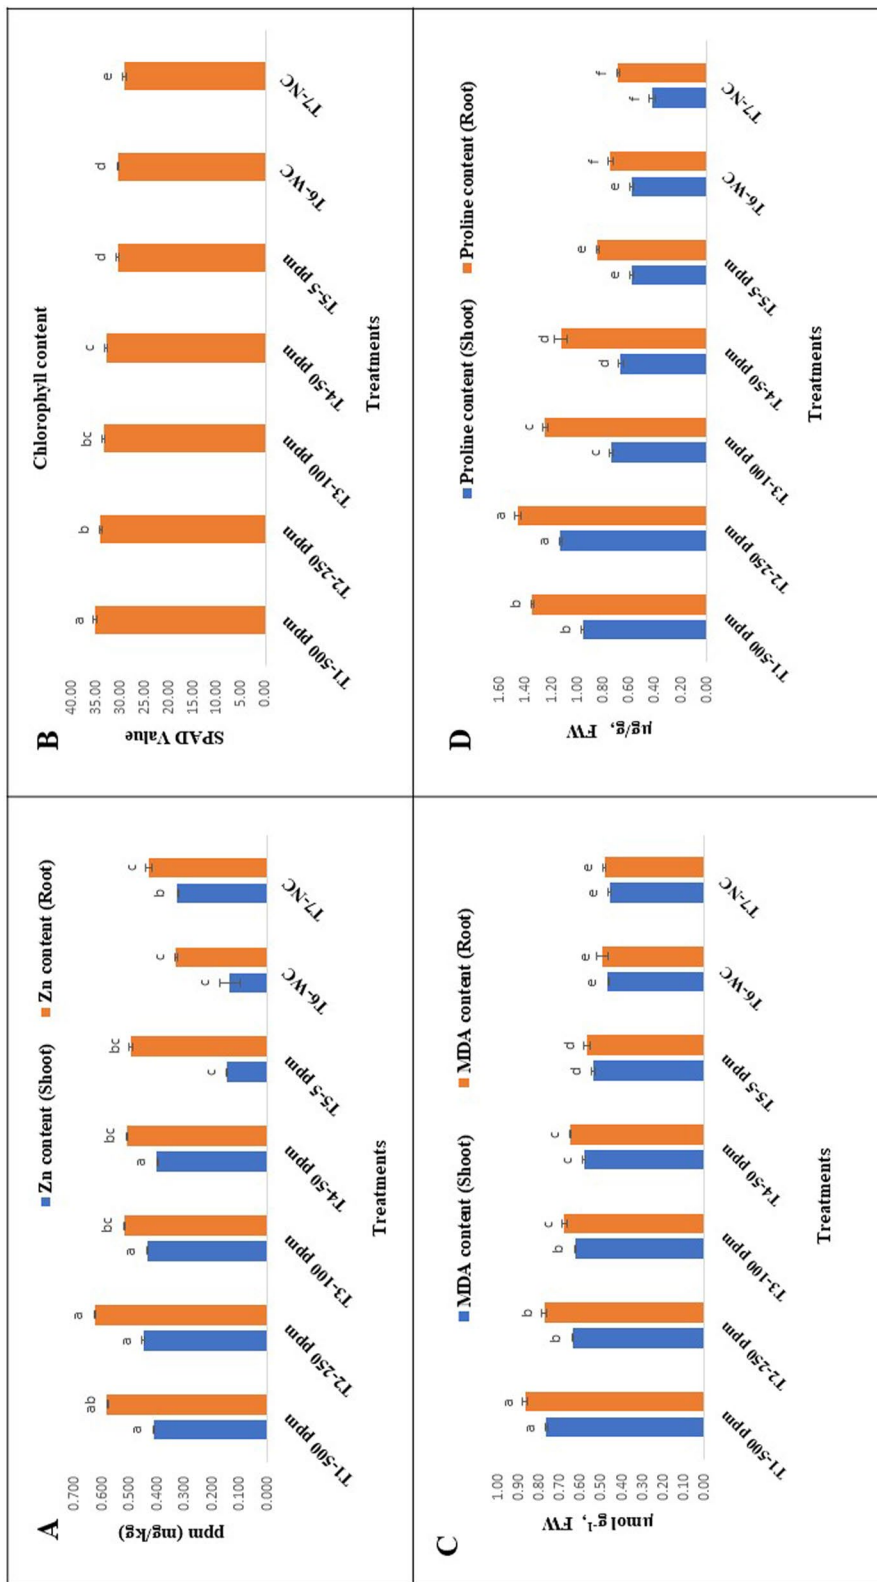 A
Zn content (Shoot) Zn content (Root)
0.700
0.600
0.500
0.400
0.300
0.200
0.100
0.000
ppm (mg/kg)
a ab
a a
a bc
a bc
c bc
c c
b c
T1-500 ppm
T2-250 ppm
T3-100 ppm
T4-50 ppm
T5-5 ppm
T6-WC
T7-NC
Treatments
B
Chlorophyll content
40.00
35.00
30.00
25.00
20.00
15.00
10.00
5.00
0.00
SPAD Value
a
b
bc
c
d
d
e
T1-500 ppm
T2-250 ppm
T3-100 ppm
T4-50 ppm
T5-5 ppm
T6-WC
T7-NC
Treatments
C
MDA content (Shoot) MDA content (Root)
1.00
0.90
0.80
0.70
0.60
0.50
0.40
0.30
0.20
0.10
0.00
µmol g⁻¹, FW
a a
b b
b c
c c
d d
e e
e e
T1-500 ppm
T2-250 ppm
T3-100 ppm
T4-50 ppm
T5-5 ppm
T6-WC
T7-NC
Treatments
D
Proline content (Shoot) Proline content (Root)
1.60
1.40
1.20
1.00
0.80
0.60
0.40
0.20
0.00
µg/g, FW
b b
a a
c c
d d
e e
e f
f f
T1-500 ppm
T2-250 ppm
T3-100 ppm
T4-50 ppm
T5-5 ppm
T6-WC
T7-NC
Treatments